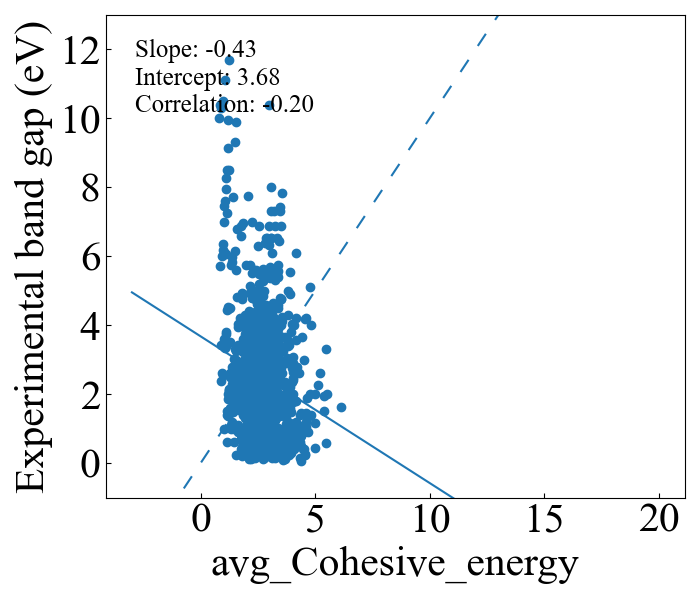 Slope: -0.43
Intercept: 3.68
Correlation: -0.20
Experimental band gap (eV)
12
10
8
6
4
2
0
0 5 10 15 20
avg_Cohesive_energy